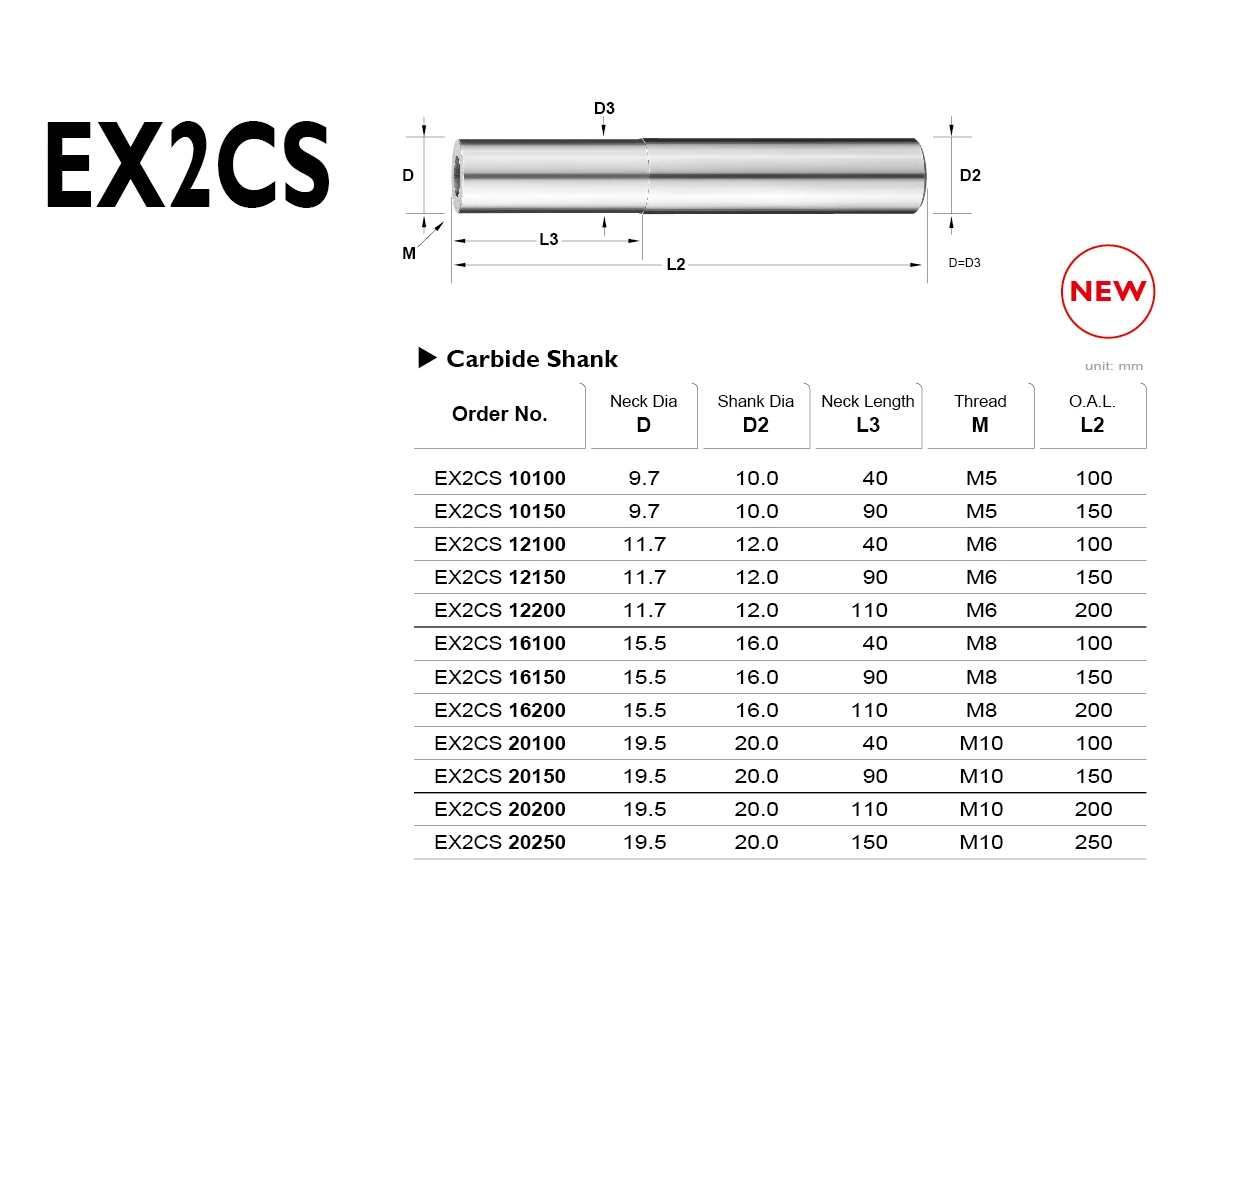 EX2CS
D3
D
D2
M
L3
L2
D=D3
NEW
▶ Carbide Shank
unit: mm
Order No. Neck Dia D Shank Dia D2 Neck Length L3 Thread M O.A.L. L2
EX2CS 10100 9.7 10.0 40 M5 100
EX2CS 10150 9.7 10.0 90 M5 150
EX2CS 12100 11.7 12.0 40 M6 100
EX2CS 12150 11.7 12.0 90 M6 150
EX2CS 12200 11.7 12.0 110 M6 200
EX2CS 16100 15.5 16.0 40 M8 100
EX2CS 16150 15.5 16.0 90 M8 150
EX2CS 16200 15.5 16.0 110 M8 200
EX2CS 20100 19.5 20.0 40 M10 100
EX2CS 20150 19.5 20.0 90 M10 150
EX2CS 20200 19.5 20.0 110 M10 200
EX2CS 20250 19.5 20.0 150 M10 250